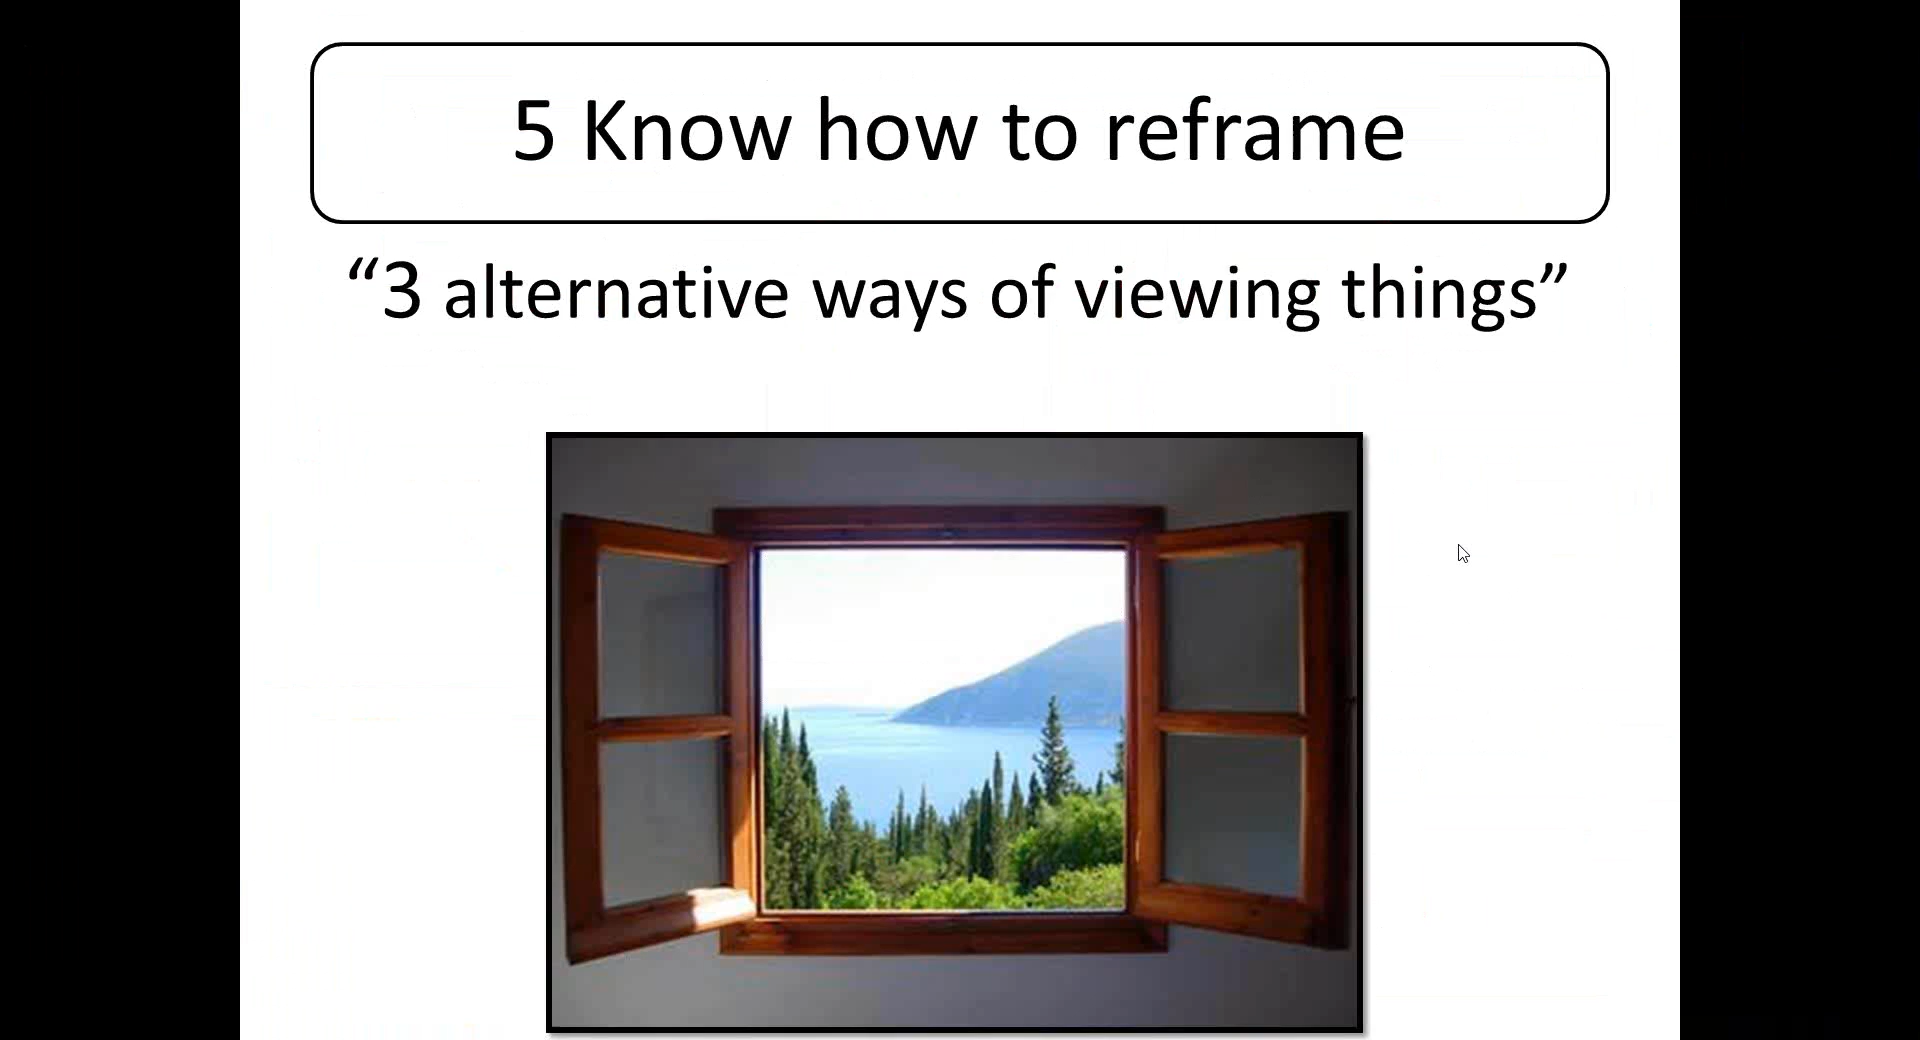 5 Know how to reframe
“3 alternative ways of viewing things”